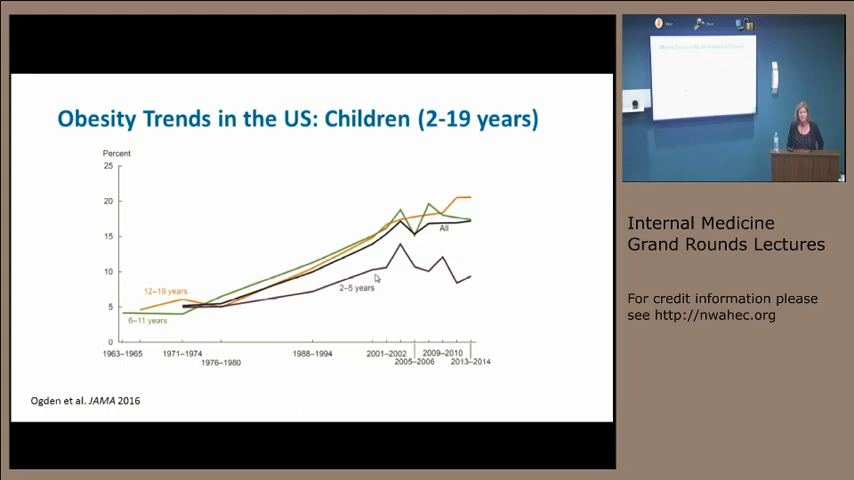 Obesity Trends in the US: Children (2-19 years)
Percent
25
20
15
10
5
0
All
12–19 years
2–5 years
6–11 years
1963–1965
1971–1974
1976–1980
1988–1994
2001–2002
2005–2006
2009–2010
2013–2014
Ogden et al. JAMA 2016
Internal Medicine
Grand Rounds Lectures
For credit information please
see http://nwahec.org